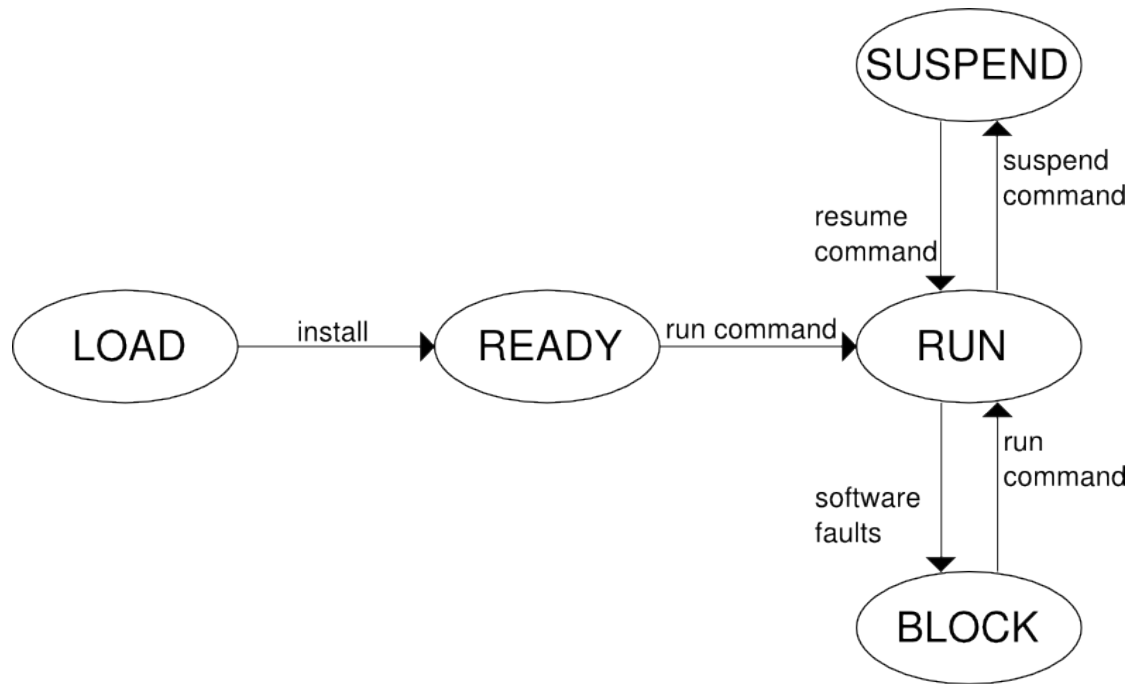 SUSPEND
suspend
command
resume
command
LOAD
install
READY
run command
RUN
run
command
software
faults
BLOCK